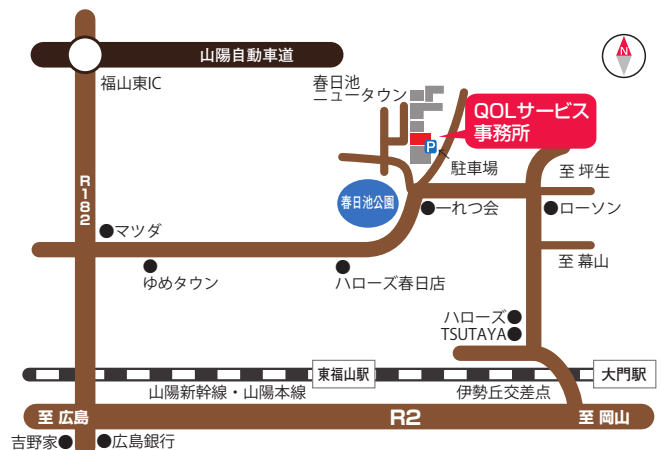 山陽自動車道
N
福山東IC
春日池
ニュータウン
QOLサービス
事務所
P
駐車場
至 坪生
R182
春日池公園
一れつ会
ローソン
マツダ
至 幕山
ゆめタウン
ハローズ春日店
ハローズ
TSUTAYA
東福山駅
大門駅
山陽新幹線・山陽本線
伊勢丘交差点
至 広島
R2
至 岡山
吉野家
広島銀行